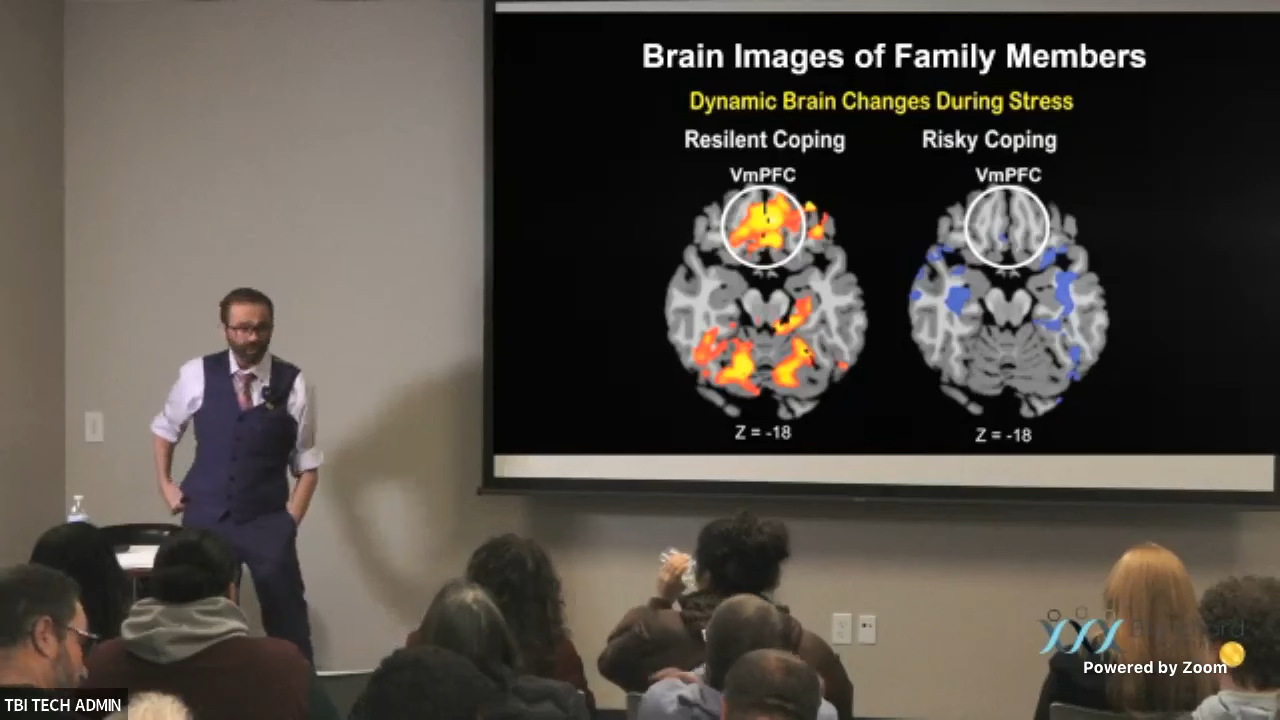 Brain Images of Family Members
Dynamic Brain Changes During Stress
Resilent Coping
Risky Coping
VmPFC
VmPFC
Z = -18
Z = -18
Powered by Zoom
TBI TECH ADMIN